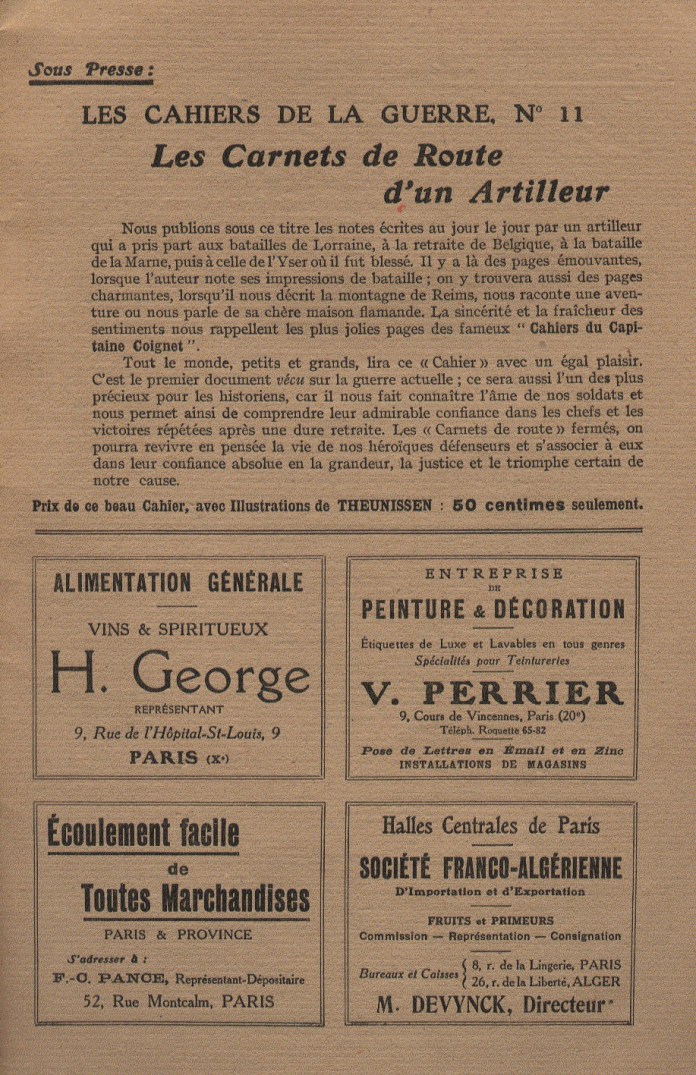 Sous Presse :
LES CAHIERS DE LA GUERRE, No 11
Les Carnets de Route
d'un Artilleur
Nous publions sous ce titre les notes écrites au jour le jour par un artilleur
qui a pris part aux batailles de Lorraine, à la retraite de Belgique, à la bataille
de la Marne, puis à celle de l'Yser où il fut blessé. Il y a là des pages émouvantes,
lorsque l'auteur note ses impressions de bataille ; on y trouvera aussi des pages
charmantes, lorsqu'il nous décrit la montagne de Reims, nous raconte une aven-
ture ou nous parle de sa chère maison flamande. La sincérité et la fraîcheur des
sentiments nous rappellent les plus jolies pages des fameux “ Cahiers du Capi-
taine Coignet ”.
Tout le monde, petits et grands, lira ce « Cahier » avec un égal plaisir.
C'est le premier document vécu sur la guerre actuelle ; ce sera aussi l'un des plus
précieux pour les historiens, car il nous fait connaître l'âme de nos soldats et
nous permet ainsi de comprendre leur admirable confiance dans les chefs et les
victoires répétées après une dure retraite. Les « Carnets de route » fermés, on
pourra revivre en pensée la vie de nos héroïques défenseurs et s'associer à eux
dans leur confiance absolue en la grandeur, la justice et le triomphe certain de
notre cause.
Prix de ce beau Cahier, avec Illustrations de THEUNISSEN : 50 centimes seulement.
ALIMENTATION GÉNÉRALE
VINS & SPIRITUEUX
H. George
REPRÉSENTANT
9, Rue de l'Hôpital-St-Louis, 9
PARIS (Xe)
ENTREPRISE
DE
PEINTURE & DÉCORATION
Étiquettes de Luxe et Lavables en tous genres
Spécialités pour Teintureries
V. PERRIER
9, Cours de Vincennes, Paris (20e)
Téléph. Roquette 65-82
Pose de Lettres en Émail et en Zinc
INSTALLATIONS DE MAGASINS
Écoulement facile
de
Toutes Marchandises
PARIS & PROVINCE
S'adresser à :
F.-C. PANCE, Représentant-Dépositaire
52, Rue Montcalm, PARIS
Halles Centrales de Paris
SOCIÉTÉ FRANCO-ALGÉRIENNE
D'Importation et d'Exportation
FRUITS et PRIMEURS
Commission — Représentation — Consignation
Bureaux et Caisses { 8, r. de la Lingerie, PARIS
26, r. de la Liberté, ALGER
M. DEVYNCK, Directeur